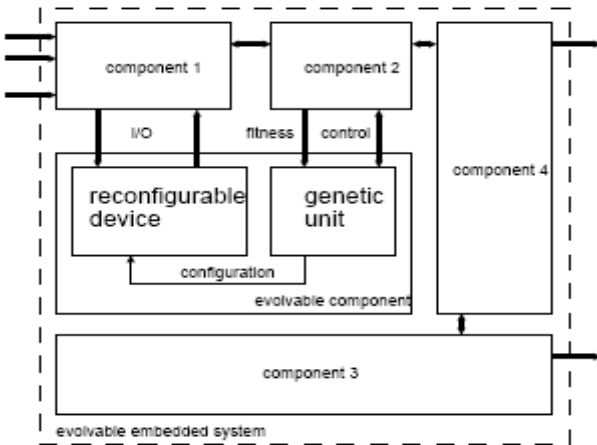 component 1
component 2
I/O
fitness
control
component 4
reconfigurable
device
genetic
unit
configuration
evolvable component
component 3
evolvable embedded system